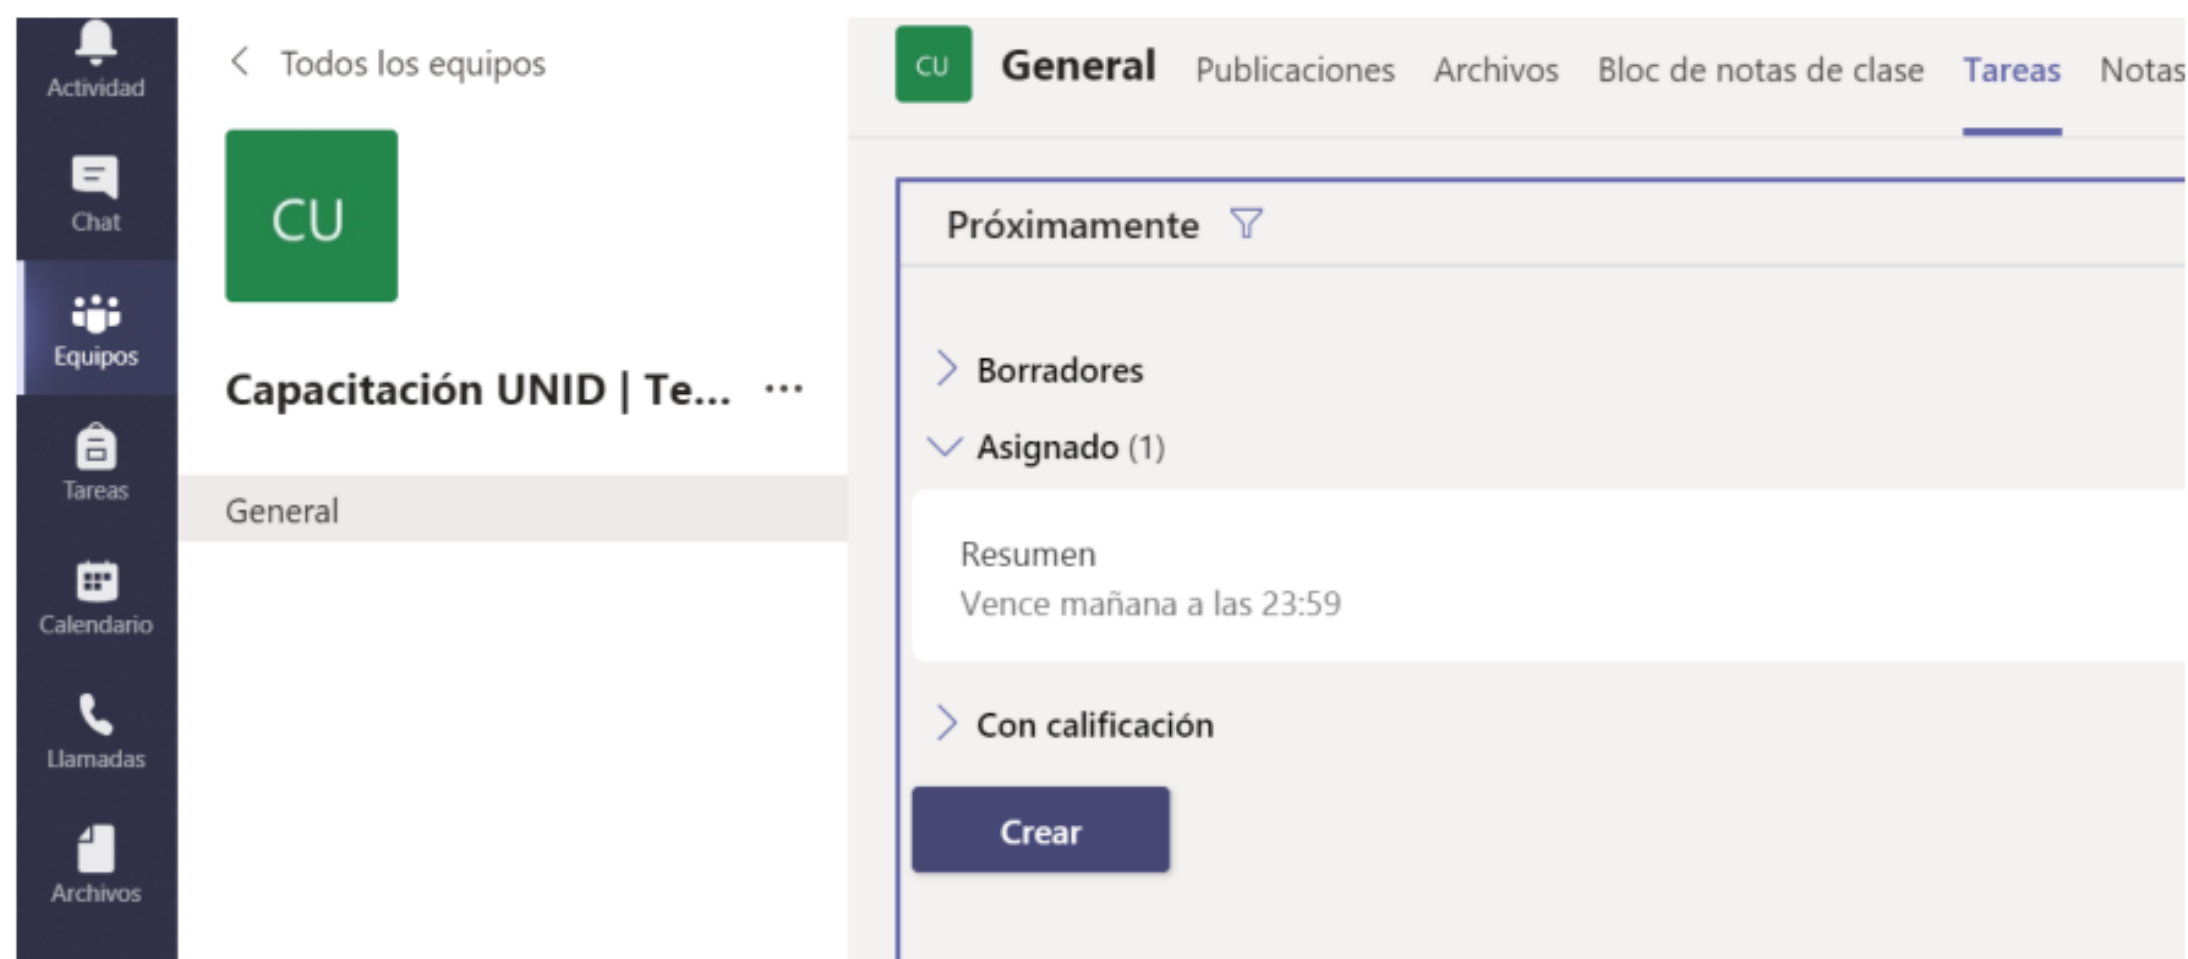 Actividad
Chat
Equipos
Tareas
Calendario
Llamadas
Archivos
Todos los equipos
CU
Capacitación UNID | Te... ...
General
CU General Publicaciones Archivos Bloc de notas de clase Tareas Notas
Próximamente
Borradores
Asignado (1)
Resumen
Vence mañana a las 23:59
Con calificación
Crear